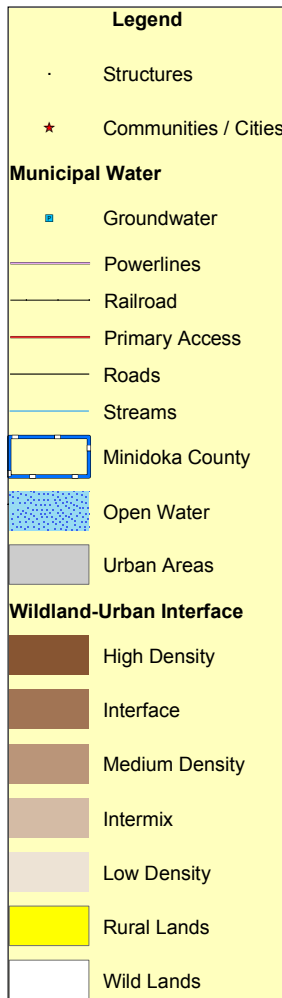 Legend
Structures
Communities / Cities
Municipal Water
Groundwater
Powerlines
Railroad
Primary Access
Roads
Streams
Minidoka County
Open Water
Urban Areas
Wildland-Urban Interface
High Density
Interface
Medium Density
Intermix
Low Density
Rural Lands
Wild Lands